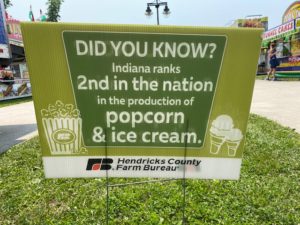 DID YOU KNOW?
Indiana ranks
2nd in the nation
in the production of
popcorn
& ice cream.
Hendricks County
Farm Bureau